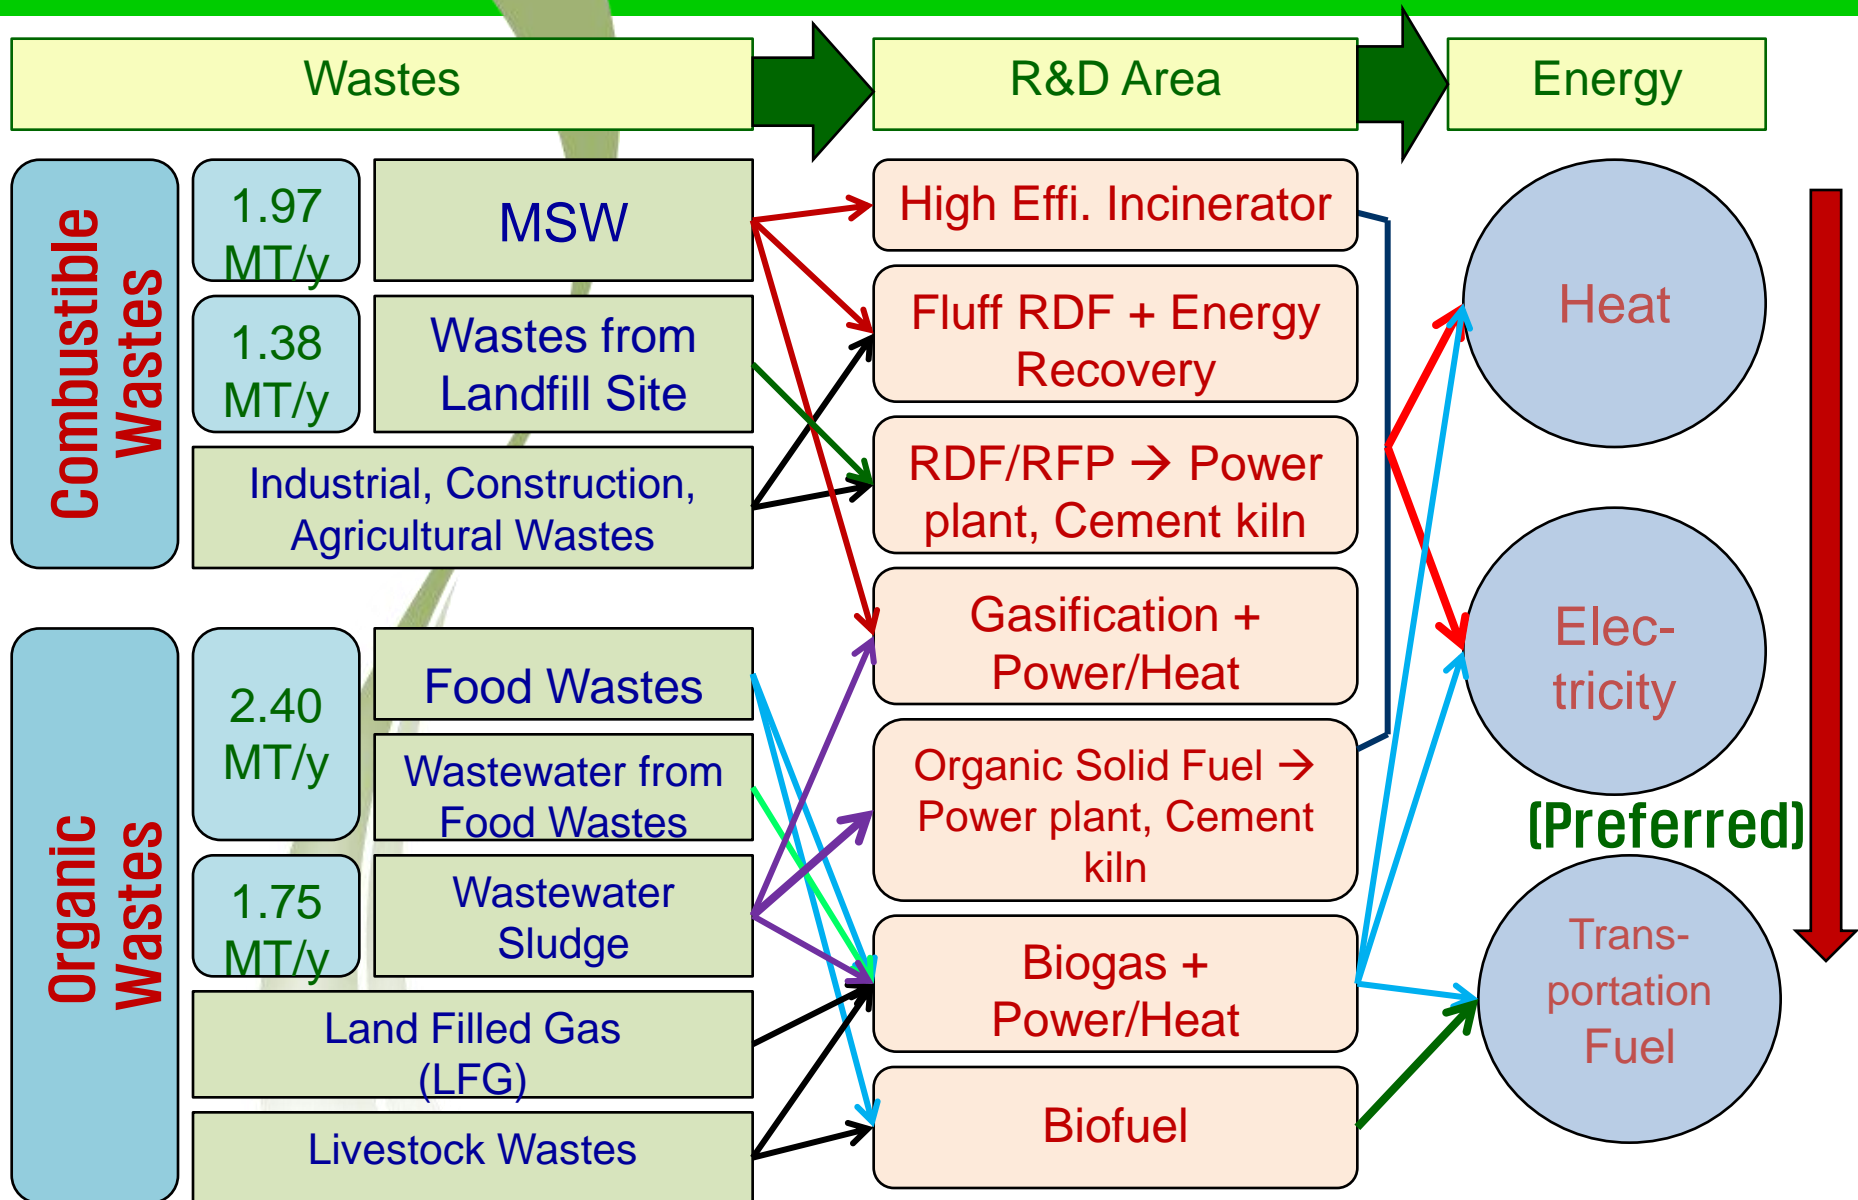 Wastes
R&D Area
Energy
Combustible
Wastes
1.97
MT/y
MSW
1.38
MT/y
Wastes from
Landfill Site
Industrial, Construction,
Agricultural Wastes
Organic
Wastes
2.40
MT/y
Food Wastes
Wastewater from
Food Wastes
1.75
MT/y
Wastewater
Sludge
Land Filled Gas
(LFG)
Livestock Wastes
High Effi. Incinerator
Fluff RDF + Energy
Recovery
RDF/RFP → Power
plant, Cement kiln
Gasification +
Power/Heat
Organic Solid Fuel →
Power plant, Cement
kiln
Biogas +
Power/Heat
Biofuel
Heat
Elec-
tricity
(Preferred)
Trans-
portation
Fuel